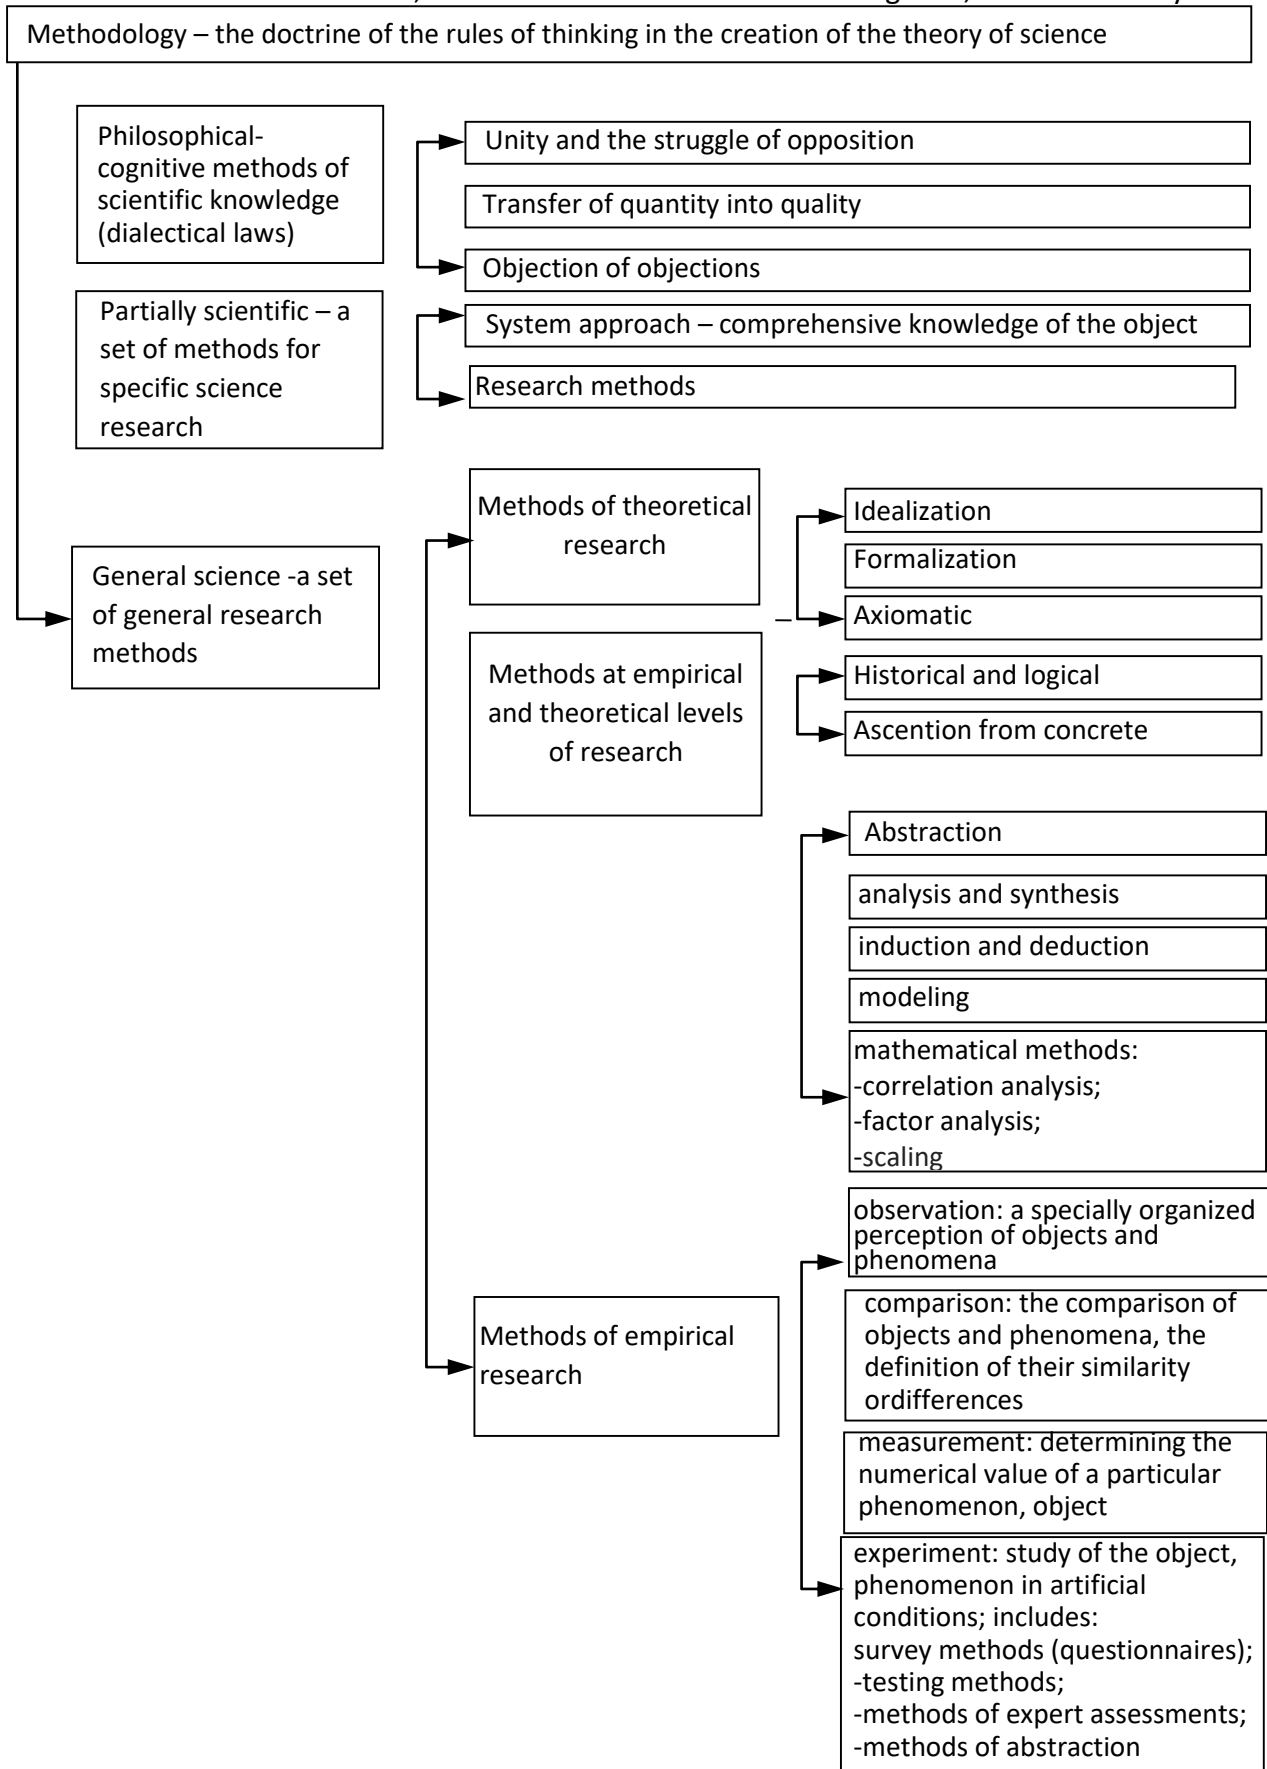 Methodology – the doctrine of the rules of thinking in the creation of the theory of science
Philosophical-
cognitive methods of
scientific knowledge
(dialectical laws)
Unity and the struggle of opposition
Transfer of quantity into quality
Objection of objections
Partially scientific – a
set of methods for
specific science
research
System approach – comprehensive knowledge of the object
Research methods
General science -a set
of general research
methods
Methods of theoretical
research
Idealization
Formalization
Axiomatic
Methods at empirical
and theoretical levels
of research
–
Historical and logical
Ascention from concrete
Abstraction
analysis and synthesis
induction and deduction
modeling
mathematical methods:
-correlation analysis;
-factor analysis;
-scaling
Methods of empirical
research
observation: a specially organized
perception of objects and
phenomena
comparison: the comparison of
objects and phenomena, the
definition of their similarity
ordifferences
measurement: determining the
numerical value of a particular
phenomenon, object
experiment: study of the object,
phenomenon in artificial
conditions; includes:
survey methods (questionnaires);
-testing methods;
-methods of expert assessments;
-methods of abstraction